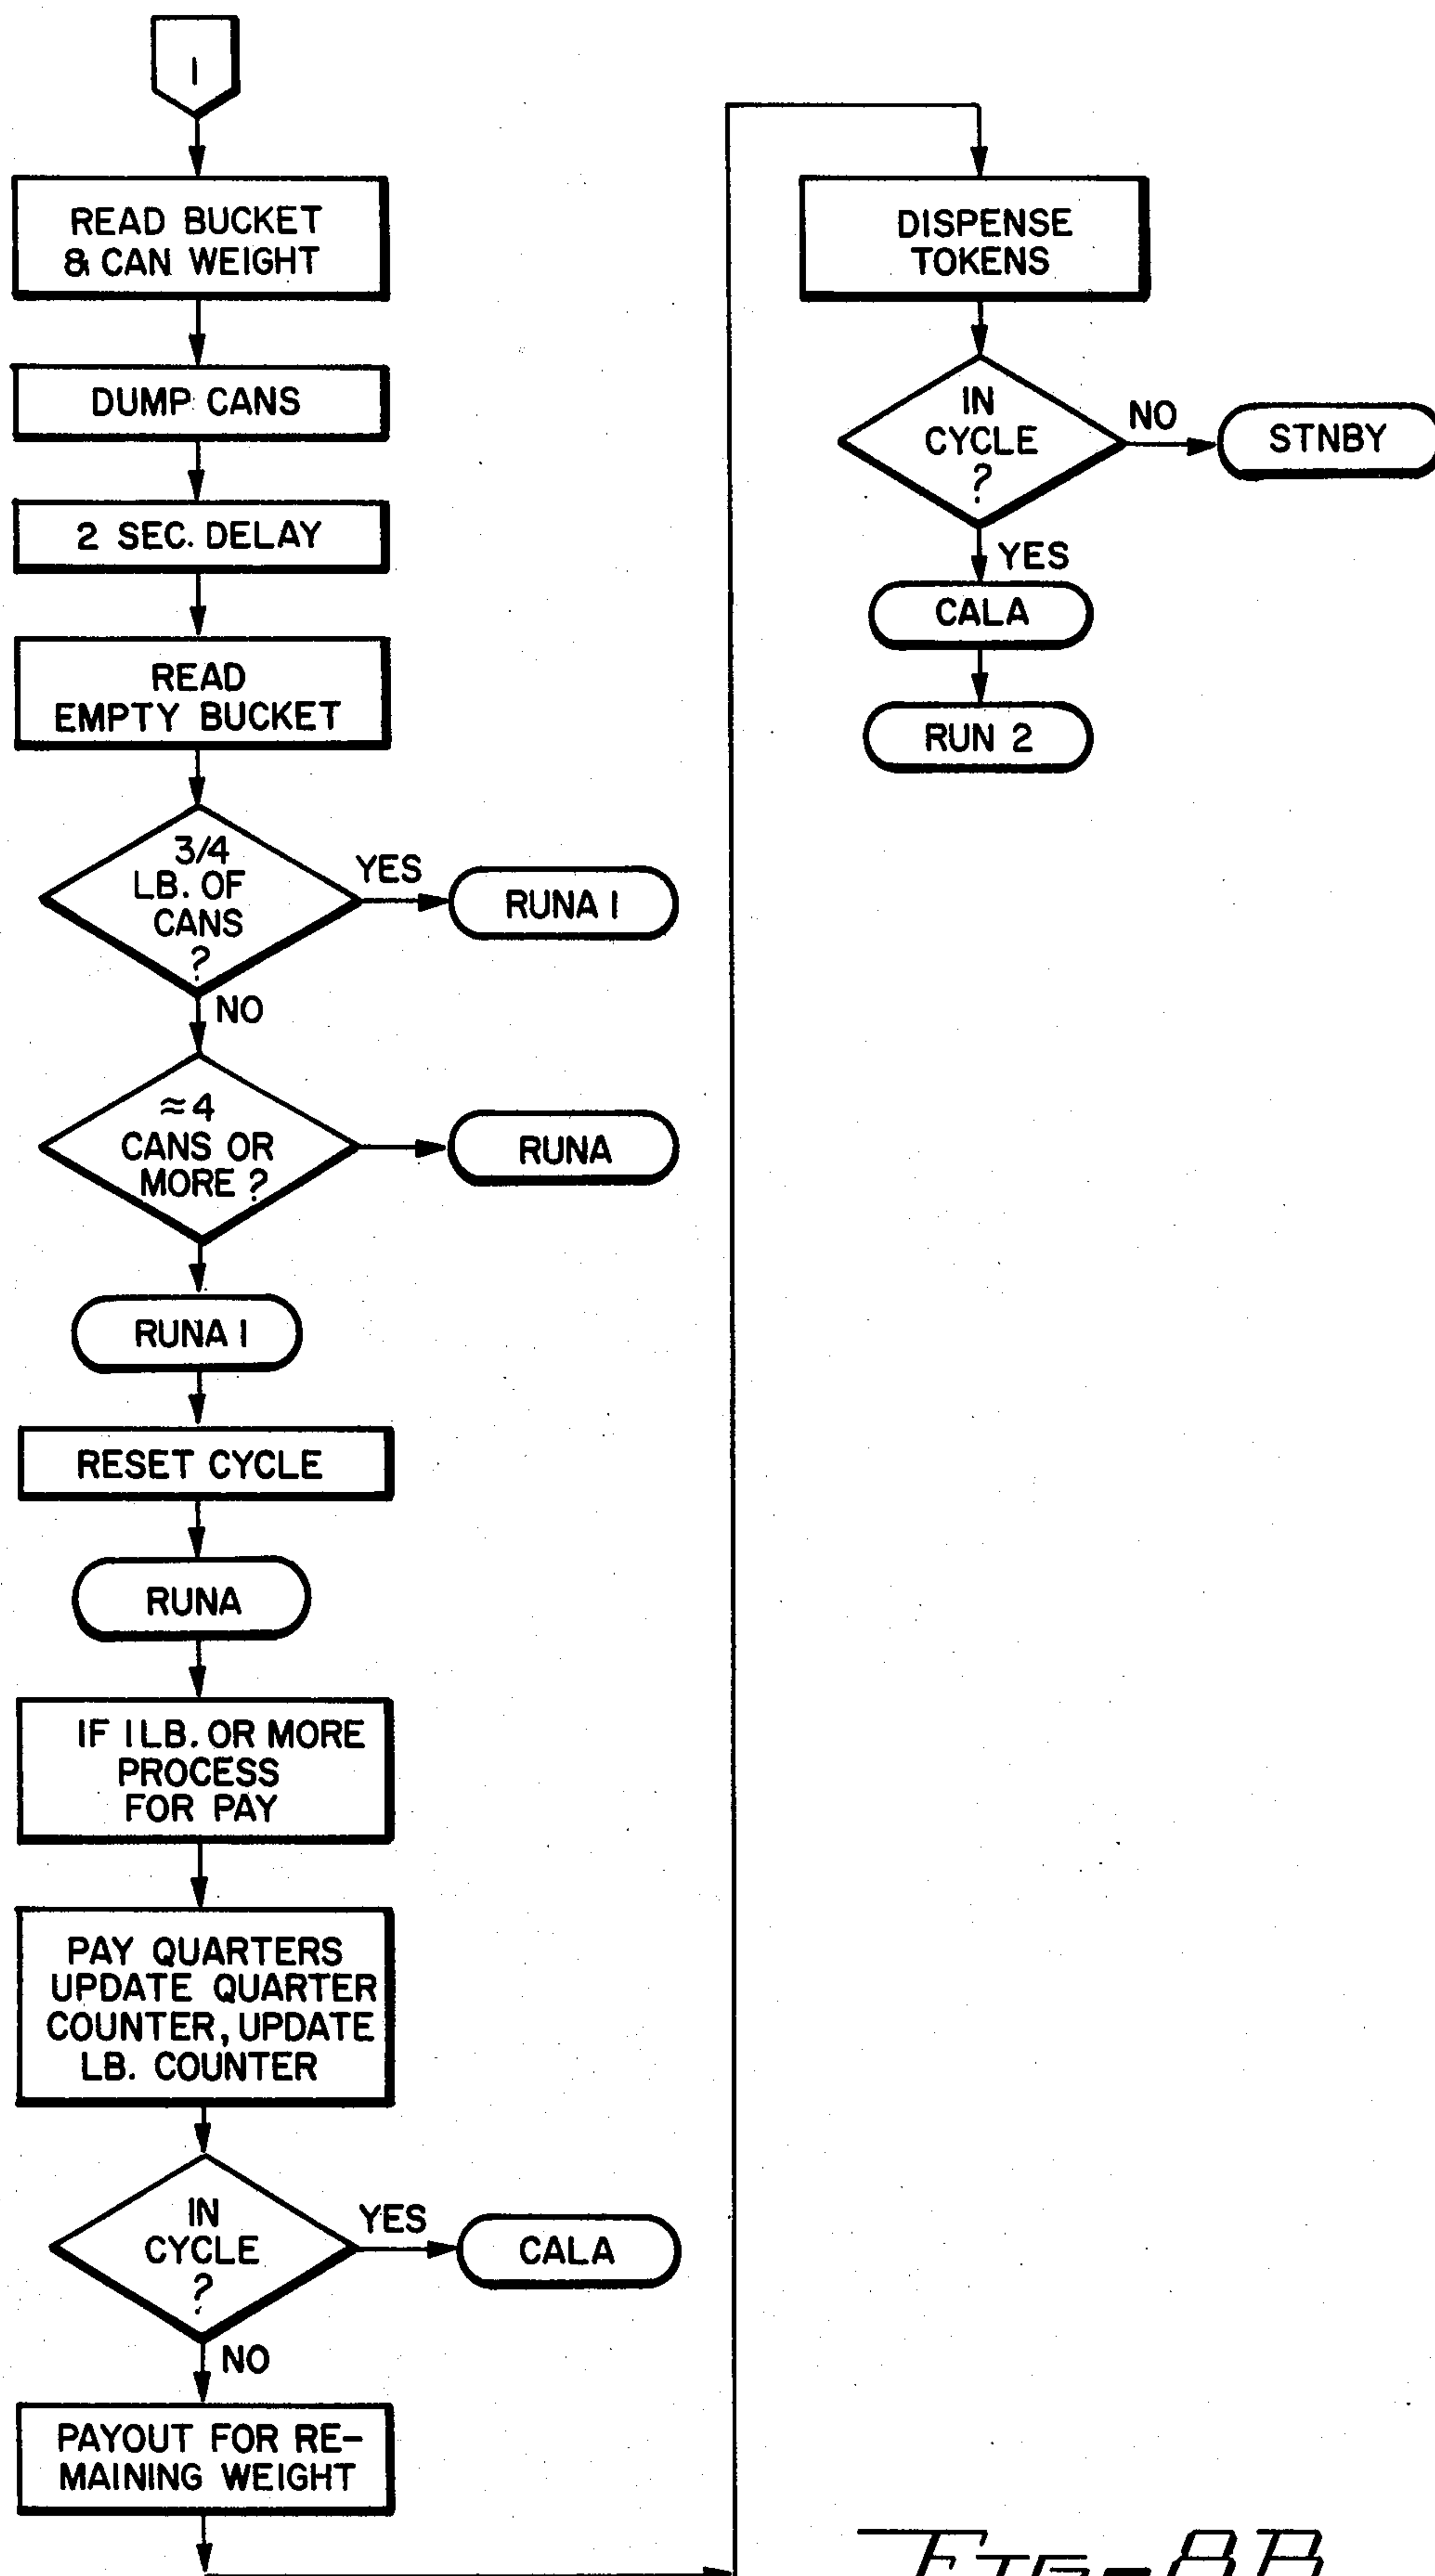 1
READ BUCKET
& CAN WEIGHT
DUMP CANS
2 SEC. DELAY
READ
EMPTY BUCKET
3/4
LB. OF
CANS
?
YES
RUNA 1
NO
≈4
CANS OR
MORE ?
RUNA
RUNA 1
RESET CYCLE
RUNA
IF 1 LB. OR MORE
PROCESS
FOR PAY
PAY QUARTERS
UPDATE QUARTER
COUNTER, UPDATE
LB. COUNTER
IN
CYCLE
?
YES
CALA
NO
PAYOUT FOR RE-
MAINING WEIGHT
DISPENSE
TOKENS
IN
CYCLE
?
NO
STNBY
YES
CALA
RUN 2
FIG-8B